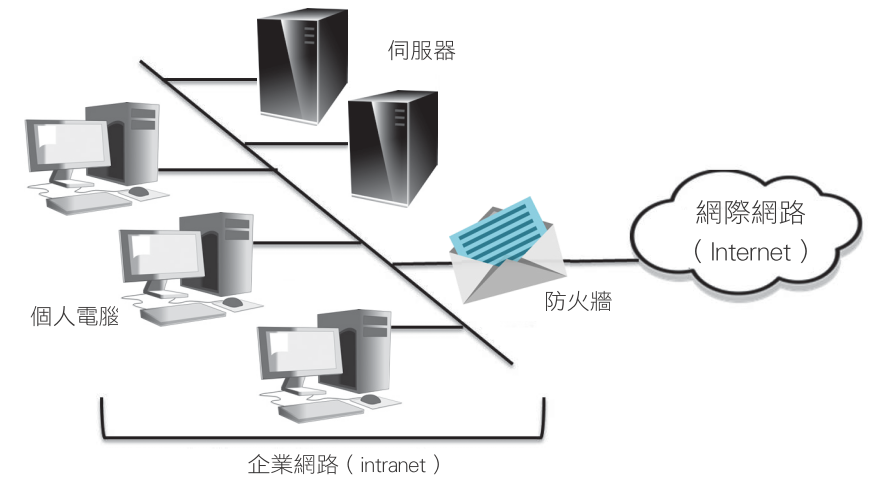 伺服器
網際網路
（Internet）
防火牆
個人電腦
企業網路（intranet）